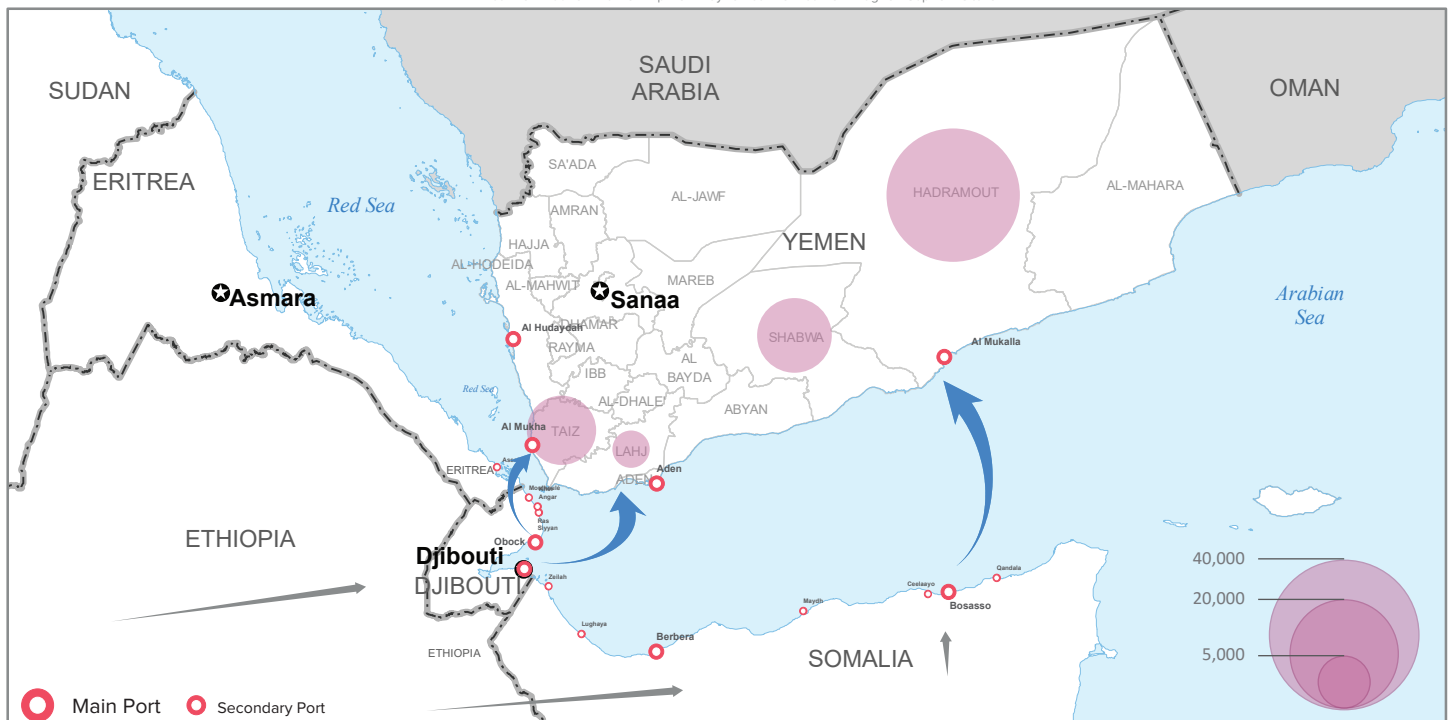 SAUDI
ARABIA
OMAN
SUDAN
ERITREA
Red Sea
SA'ADA
AL-JAWF
AMRAN
HADRAMOUT
AL-MAHARA
HAJJA
YEMEN
AL-HODEIDA
AL-MAHWIT
MAREB
Asmara
Sanaa
Arabian
Sea
DHAMAR
Al Hudaydah
RAYMA
SHABWA
Al Mukalla
AL
BAYDA
IBB
Red Sea
AL-DHALE'
ABYAN
Al Mukha
TAIZ
LAHJ
ERITREA
Aden
ADEN
Angar
Ras
Siyyan
ETHIOPIA
Obock
Djibouti
DJIBOUTI
Zeilah
Qandala
Ceelaayo
Bosasso
Maydh
Lughaya
Berbera
ETHIOPIA
SOMALIA
40,000
20,000
5,000
Main Port
Secondary Port